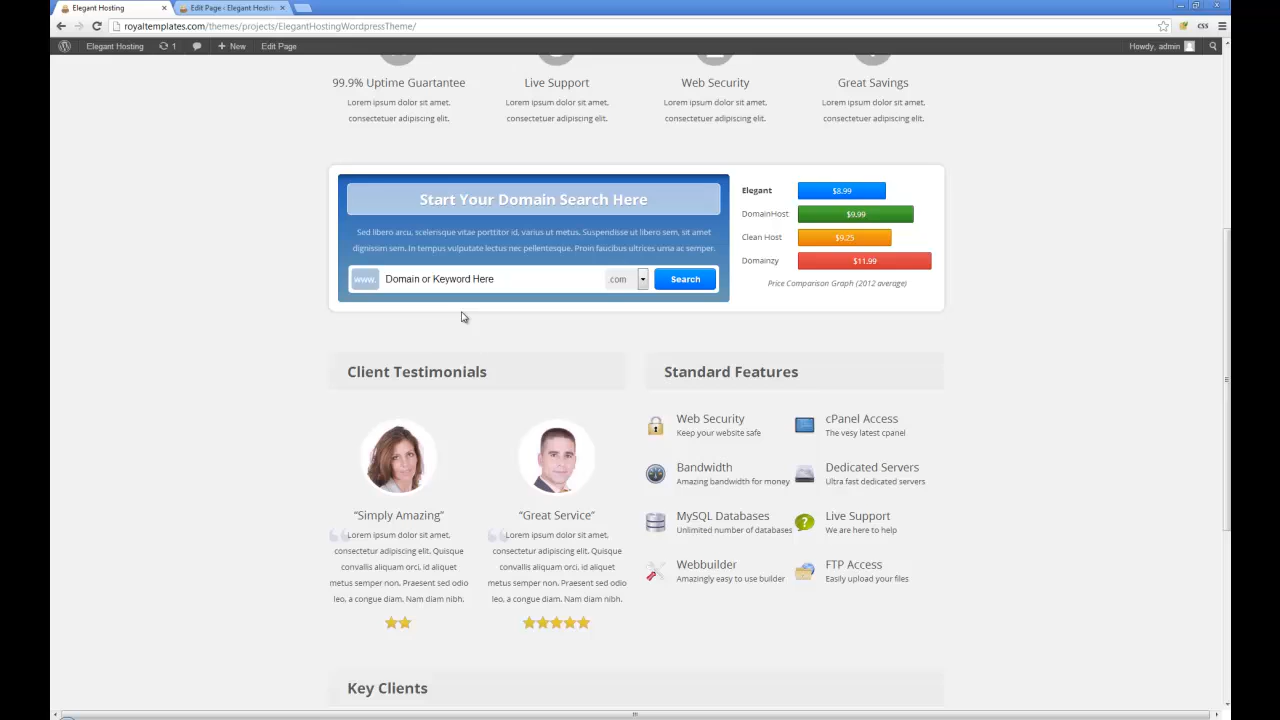 Elegant Hosting
Edit Page ‹ Elegant Hostin
royaltemplates.com/themes/projects/ElegantHostingWordpressTheme/
CSS
Elegant Hosting 1 + New Edit Page Howdy, admin
99.9% Uptime Guartantee
Lorem ipsum dolor sit amet,
consectetuer adipiscing elit.
Live Support
Lorem ipsum dolor sit amet,
consectetuer adipiscing elit.
Web Security
Lorem ipsum dolor sit amet,
consectetuer adipiscing elit.
Great Savings
Lorem ipsum dolor sit amet,
consectetuer adipiscing elit.
Start Your Domain Search Here
Sed libero arcu, scelerisque vitae porttitor id, varius ut metus. Suspendisse ut libero sem, sit amet
dignissim sem. In tempus vulputate lectus nec pellentesque. Proin faucibus ultrices urna ac semper.
www. Domain or Keyword Here .com Search
Elegant $8.99
DomainHost $9.99
Clean Host $9.25
Domainzy $11.99
Price Comparison Graph (2012 average)
Client Testimonials
“Simply Amazing”
Lorem ipsum dolor sit amet,
consectetur adipiscing elit. Quisque
convallis aliquam orci, id aliquet
metus semper non. Praesent sed odio
leo, a congue diam. Nam diam nibh.
“Great Service”
Lorem ipsum dolor sit amet,
consectetur adipiscing elit. Quisque
convallis aliquam orci, id aliquet
metus semper non. Praesent sed odio
leo, a congue diam. Nam diam nibh.
Standard Features
Web Security
Keep your website safe
cPanel Access
The vesy latest cpanel
Bandwidth
Amazing bandwidth for money
Dedicated Servers
Ultra fast dedicated servers
MySQL Databases
Unlimited number of databases
Live Support
We are here to help
Webbuilder
Amazingly easy to use builder
FTP Access
Easily upload your files
Key Clients